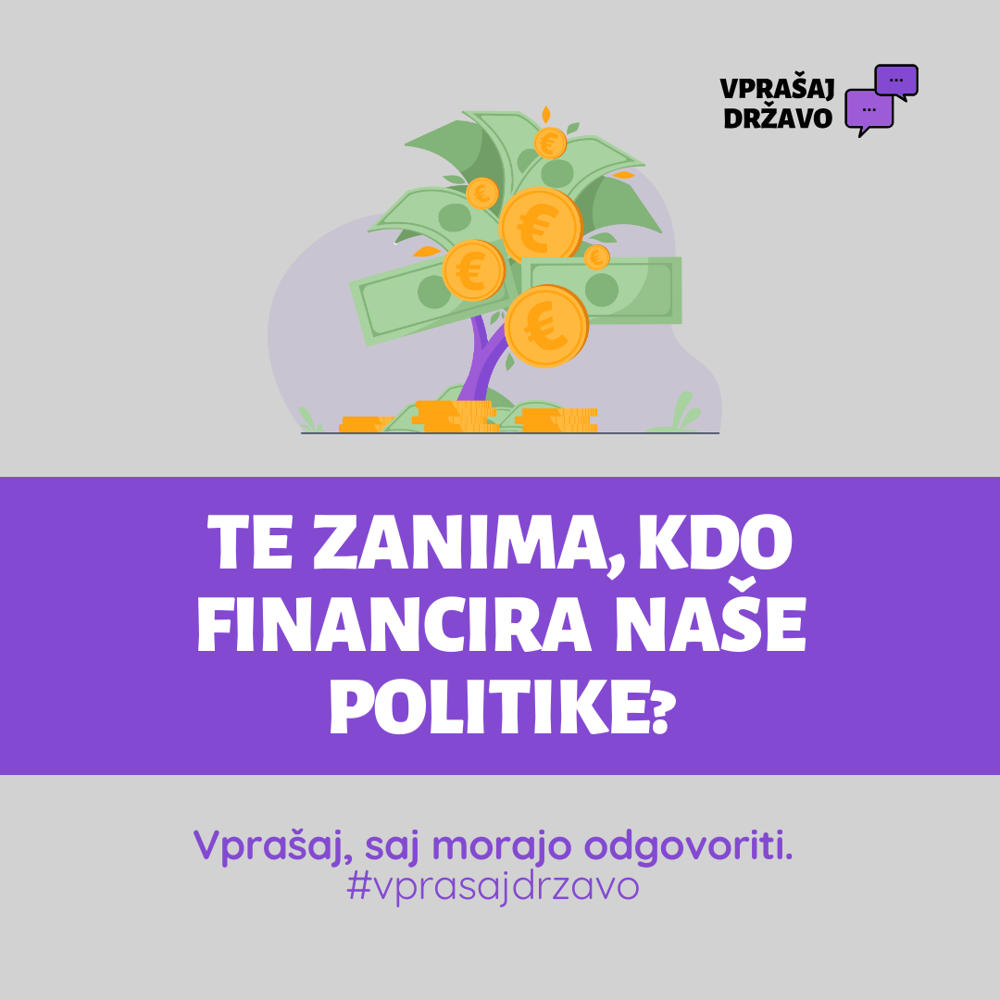 VPRAŠAJ
DRŽAVO
TE ZANIMA, KDO
FINANCIRA NAŠE
POLITIKE?
Vprašaj, saj morajo odgovoriti.
#vprasajdrzavo